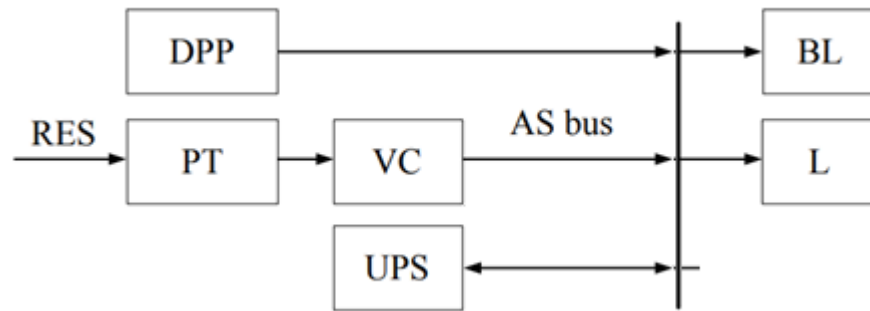 DPP
BL
RES
AS bus
PT
VC
L
UPS